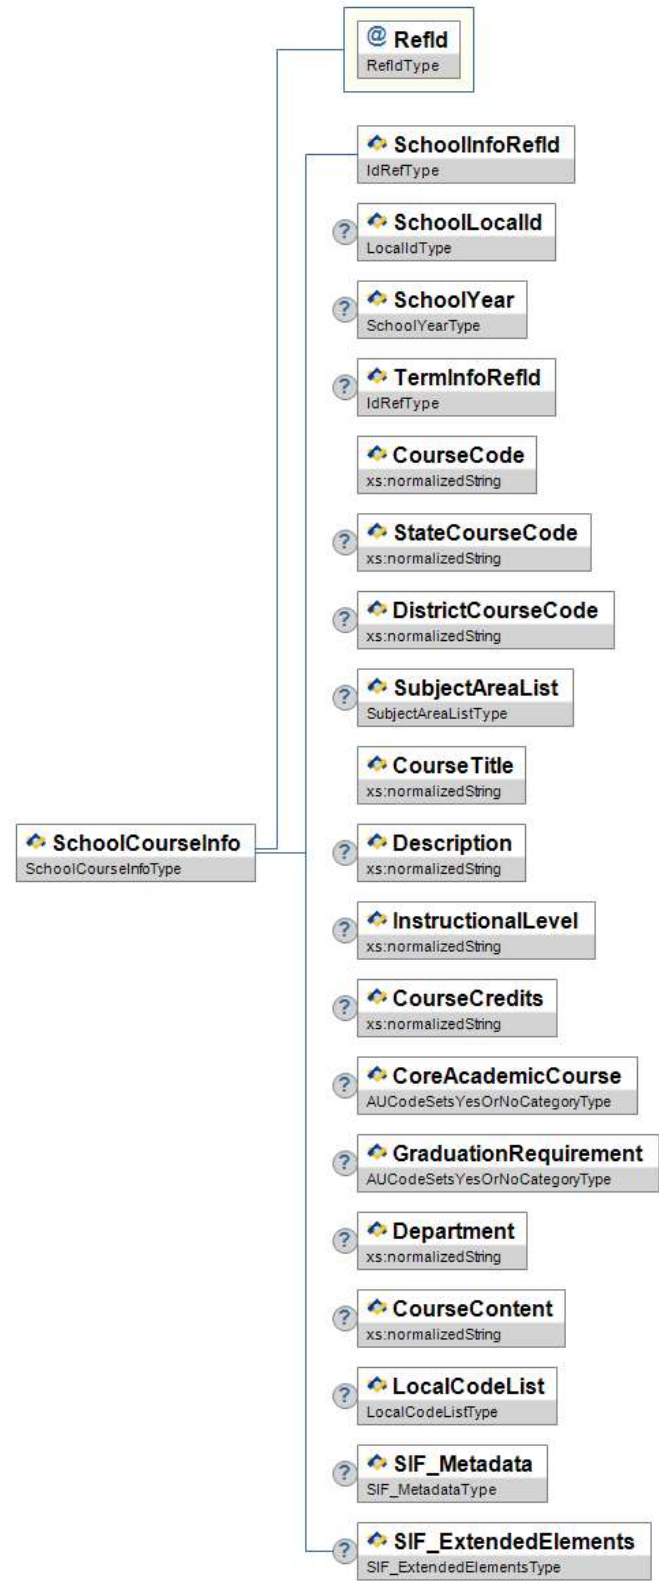 @ RefId
RefIdType
SchoolInfoRefId
IdRefType
? SchoolLocalId
LocalIdType
? SchoolYear
SchoolYearType
? TermInfoRefId
IdRefType
CourseCode
xs:normalizedString
? StateCourseCode
xs:normalizedString
? DistrictCourseCode
xs:normalizedString
? SubjectAreaList
SubjectAreaListType
CourseTitle
xs:normalizedString
SchoolCourseInfo
SchoolCourseInfoType
? Description
xs:normalizedString
? InstructionalLevel
xs:normalizedString
? CourseCredits
xs:normalizedString
? CoreAcademicCourse
AUCodeSetsYesOrNoCategoryType
? GraduationRequirement
AUCodeSetsYesOrNoCategoryType
? Department
xs:normalizedString
? CourseContent
xs:normalizedString
? LocalCodeList
LocalCodeListType
? SIF_Metadata
SIF_MetadataType
? SIF_ExtendedElements
SIF_ExtendedElementsType